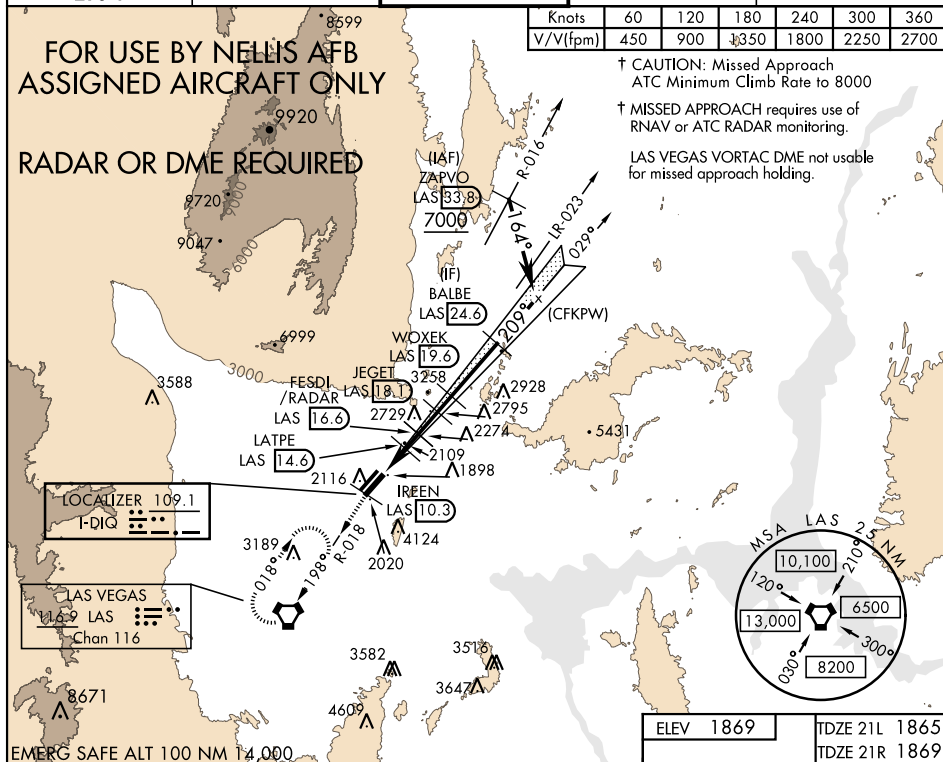 8599
Knots 60 120 180 240 300 360
V/V(fpm) 450 900 1350 1800 2250 2700
FOR USE BY NELLIS AFB
ASSIGNED AIRCRAFT ONLY
† CAUTION: Missed Approach
ATC Minimum Climb Rate to 8000
† MISSED APPROACH requires use of
RNAV or ATC RADAR monitoring.
LAS VEGAS VORTAC DME not usable
for missed approach holding.
9920
RADAR OR DME REQUIRED
9720
9000
9047
6000
(IAF)
ZAPVO
LAS 33.8
7000
R-016
164°
LR-023
029°
(IF)
BALBE
LAS 24.6
209°
(CFKPW)
6999
3000
WOXEK
LAS 19.6
JEGET
LAS 18.1
3258
FESDI
/RADAR
LAS 16.6
3588
2729
2928
2795
2274
5431
LATPE
LAS 14.6
2109
1898
2116
IREEN
LAS 10.3
LOCALIZER 109.1
I-DIQ
4124
2020
3189
R-018
018°
198°
LAS VEGAS
116.9 LAS
Chan 116
MSA LAS 25 NM
10,100
210°
120°
13,000
6500
300°
030°
8200
3582
3516
3647
8671
4609
EMERG SAFE ALT 100 NM 14,000
ELEV 1869
TDZE 21L 1865
TDZE 21R 1869